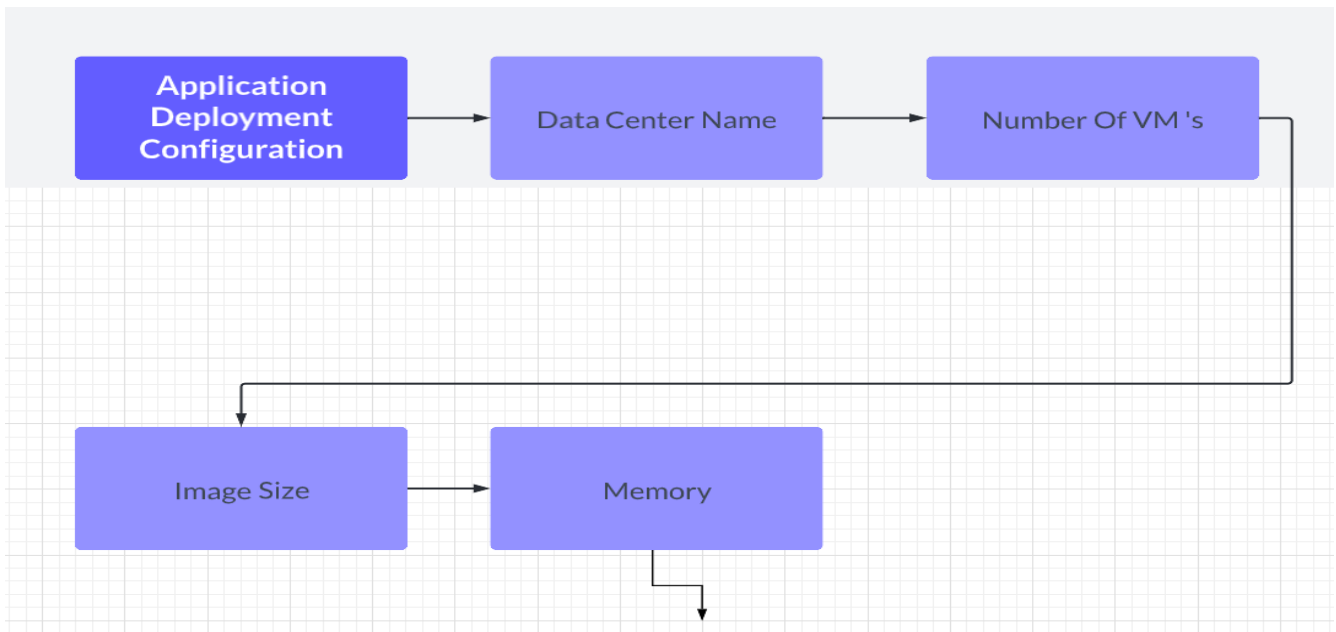 Application
Deployment
Configuration
Data Center Name
Number Of VM 's
Image Size
Memory